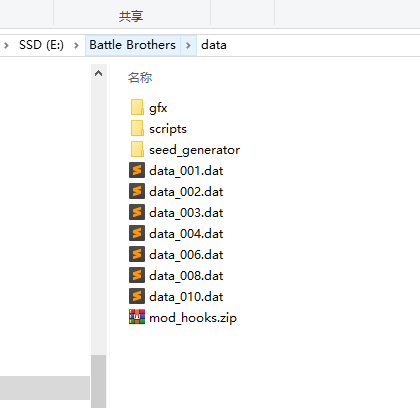 共享
SSD (E:) Battle Brothers data
名称
gfx
scripts
seed_generator
data_001.dat
data_002.dat
data_003.dat
data_004.dat
data_006.dat
data_008.dat
data_010.dat
mod_hooks.zip